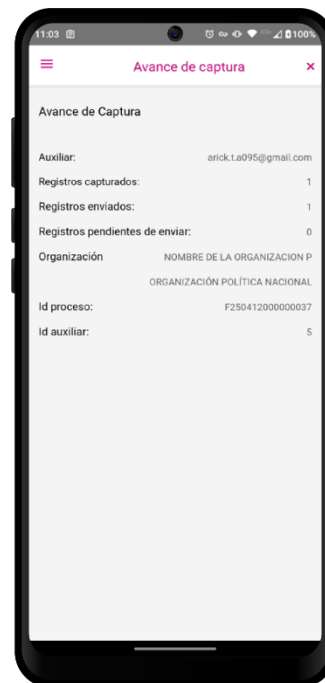 11:03 100%
Avance de captura ×
Avance de Captura
Auxiliar: arick.t.a095@gmail.com
Registros capturados: 1
Registros enviados: 1
Registros pendientes de enviar: 0
Organización NOMBRE DE LA ORGANIZACION P
ORGANIZACIÓN POLÍTICA NACIONAL
Id proceso: F250412000000037
Id auxiliar: 5